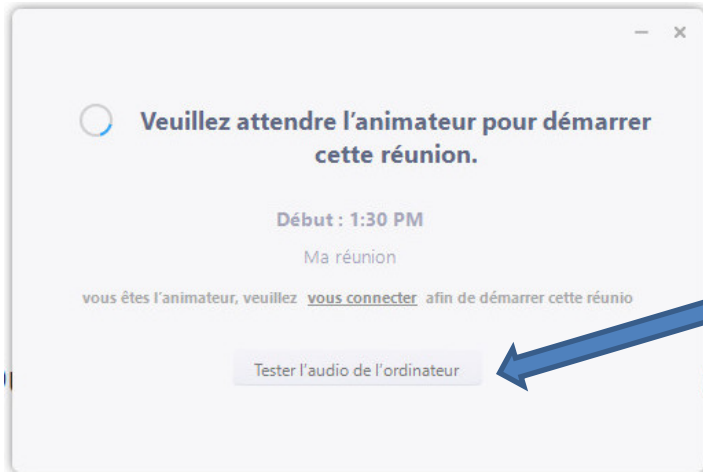 Veuillez attendre l'animateur pour démarrer
cette réunion.
Début : 1:30 PM
Ma réunion
vous êtes l'animateur, veuillez vous connecter afin de démarrer cette réunio
Tester l'audio de l'ordinateur